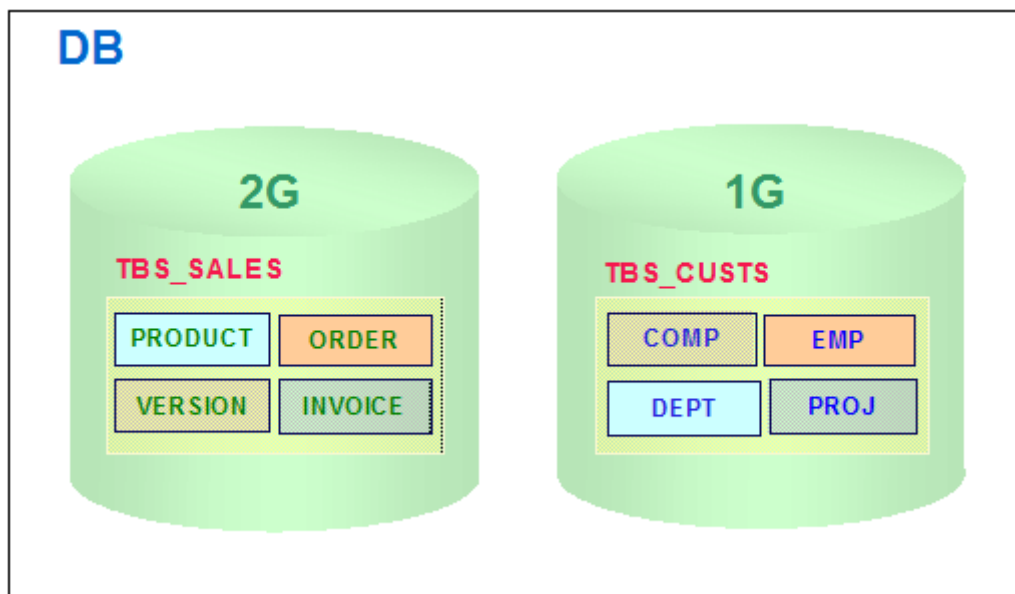 DB
2G
TBS_SALES
PRODUCT ORDER
VERSION INVOICE
1G
TBS_CUSTS
COMP EMP
DEPT PROJ